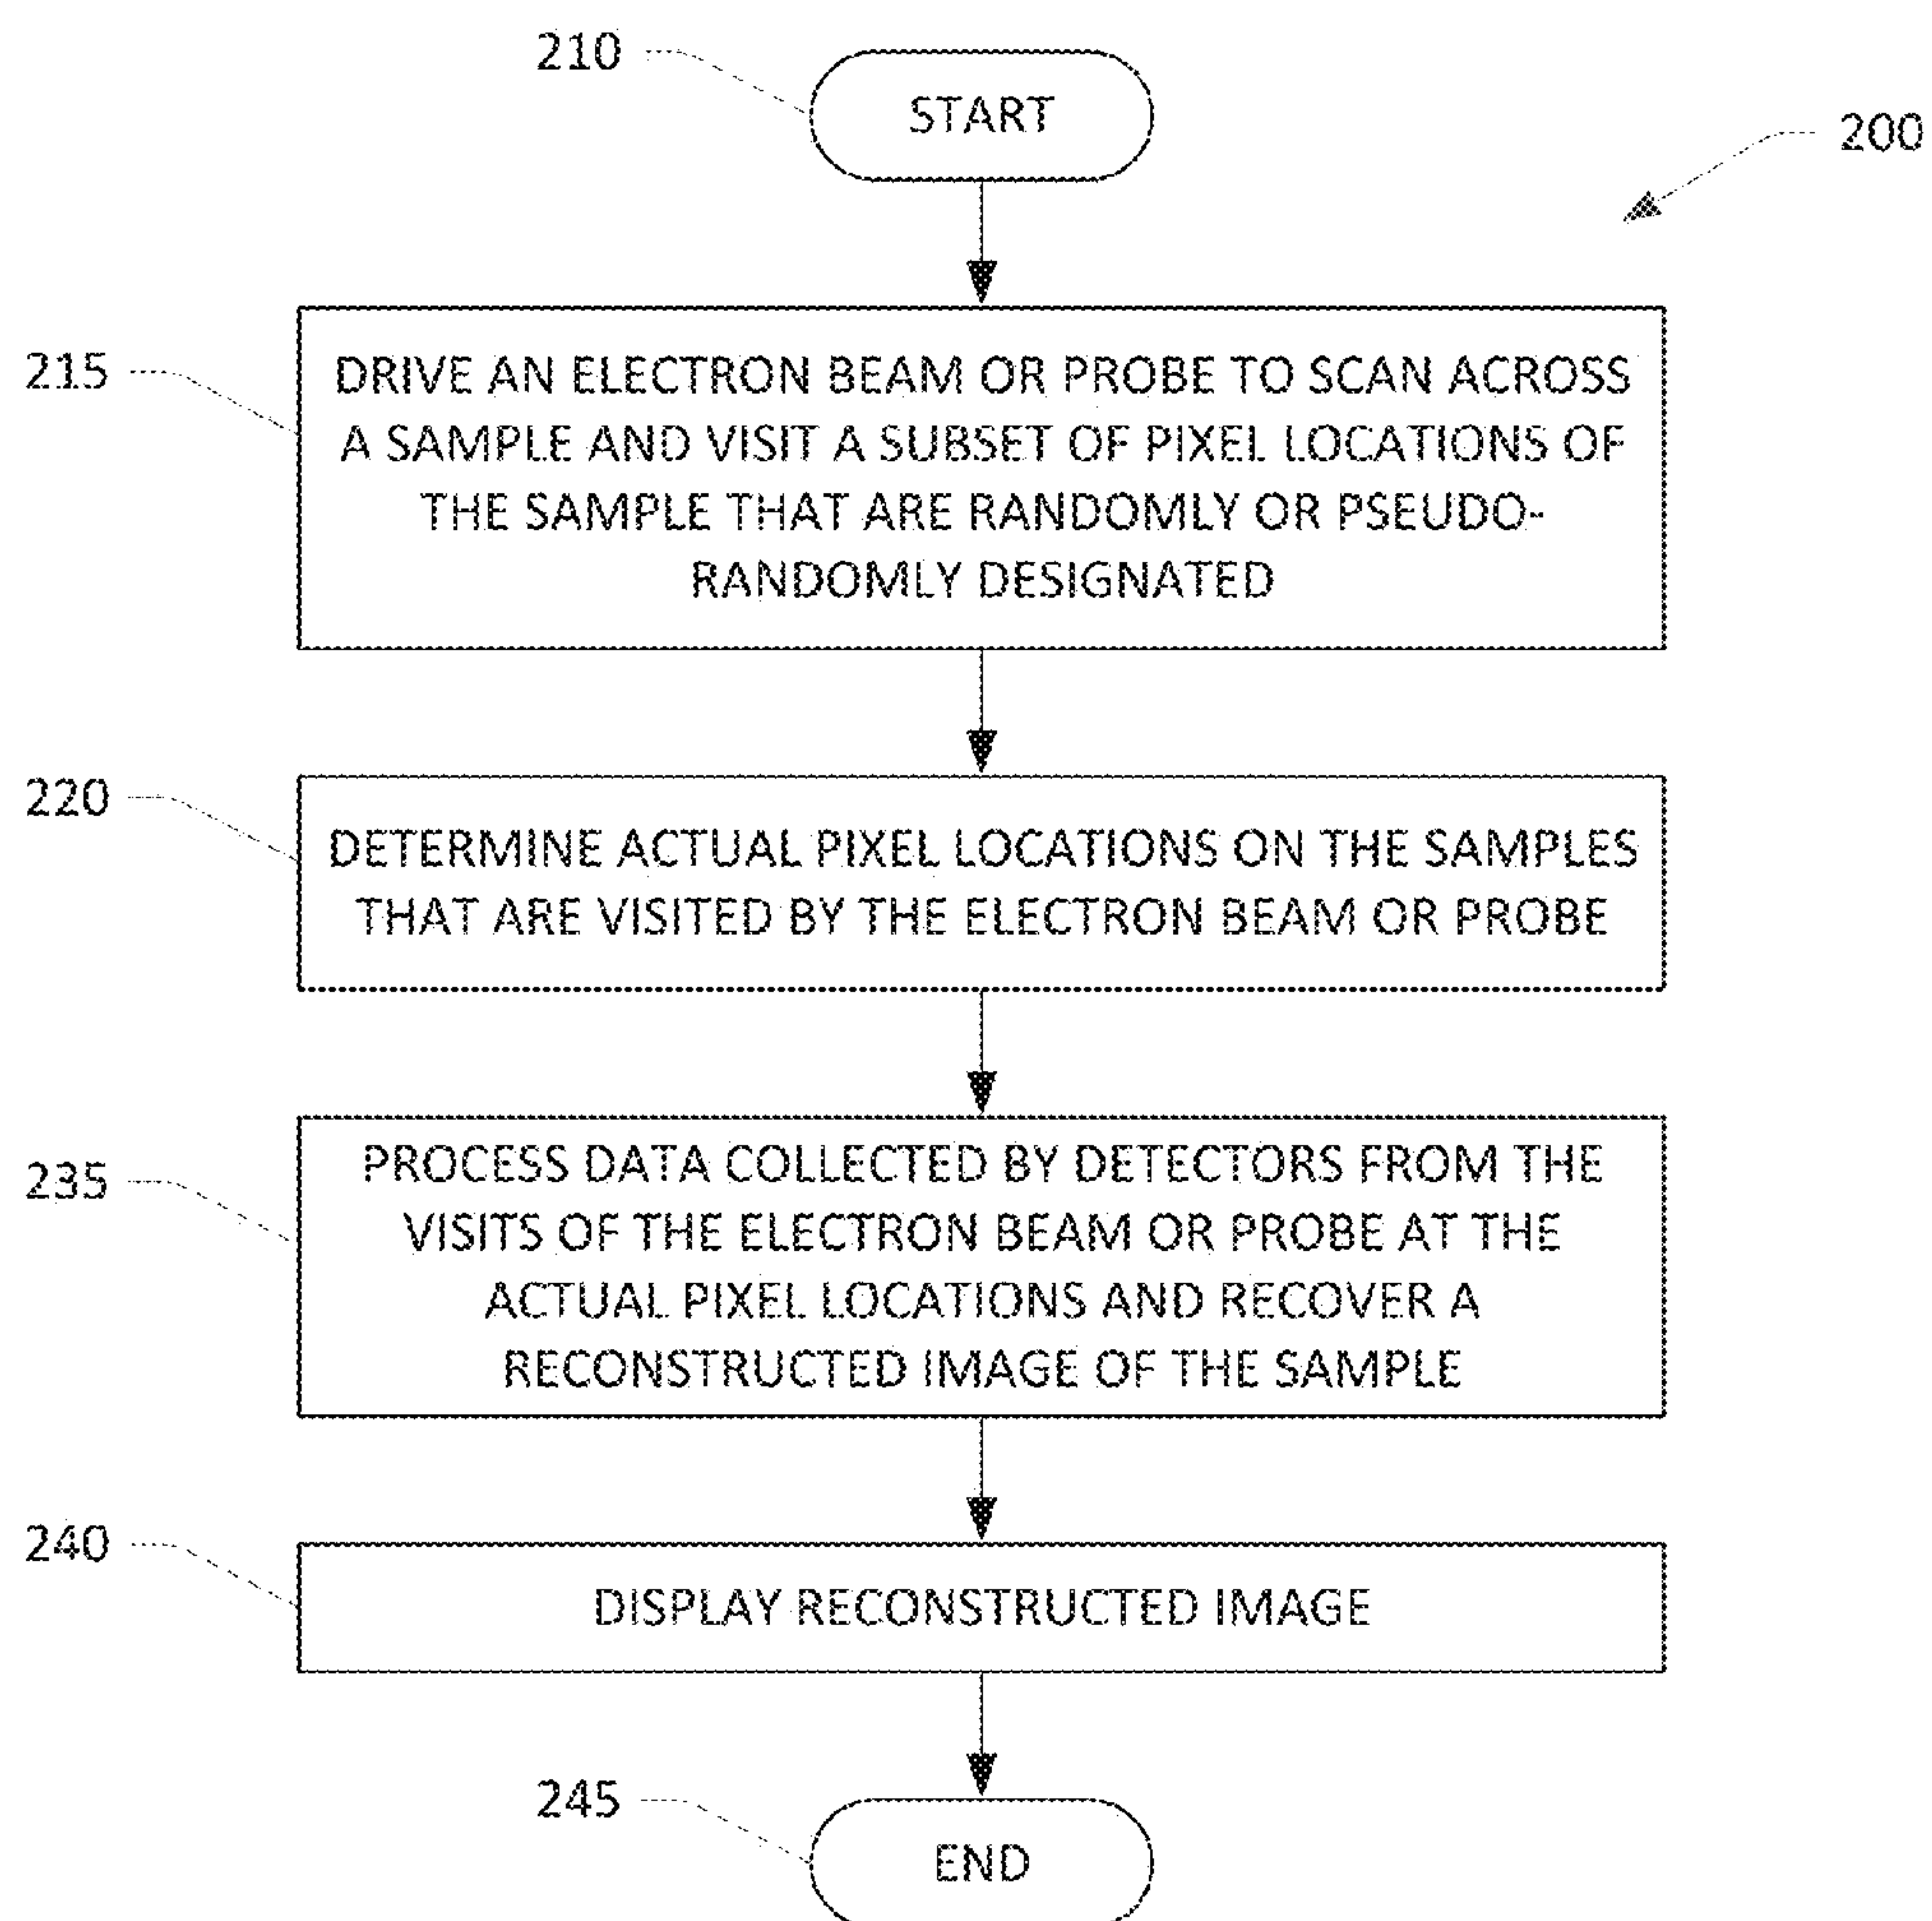 210
START
200
215
DRIVE AN ELECTRON BEAM OR PROBE TO SCAN ACROSS
A SAMPLE AND VISIT A SUBSET OF PIXEL LOCATIONS OF
THE SAMPLE THAT ARE RANDOMLY OR PSEUDO-
RANDOMLY DESIGNATED
220
DETERMINE ACTUAL PIXEL LOCATIONS ON THE SAMPLES
THAT ARE VISITED BY THE ELECTRON BEAM OR PROBE
235
PROCESS DATA COLLECTED BY DETECTORS FROM THE
VISITS OF THE ELECTRON BEAM OR PROBE AT THE
ACTUAL PIXEL LOCATIONS AND RECOVER A
RECONSTRUCTED IMAGE OF THE SAMPLE
240
DISPLAY RECONSTRUCTED IMAGE
245
END